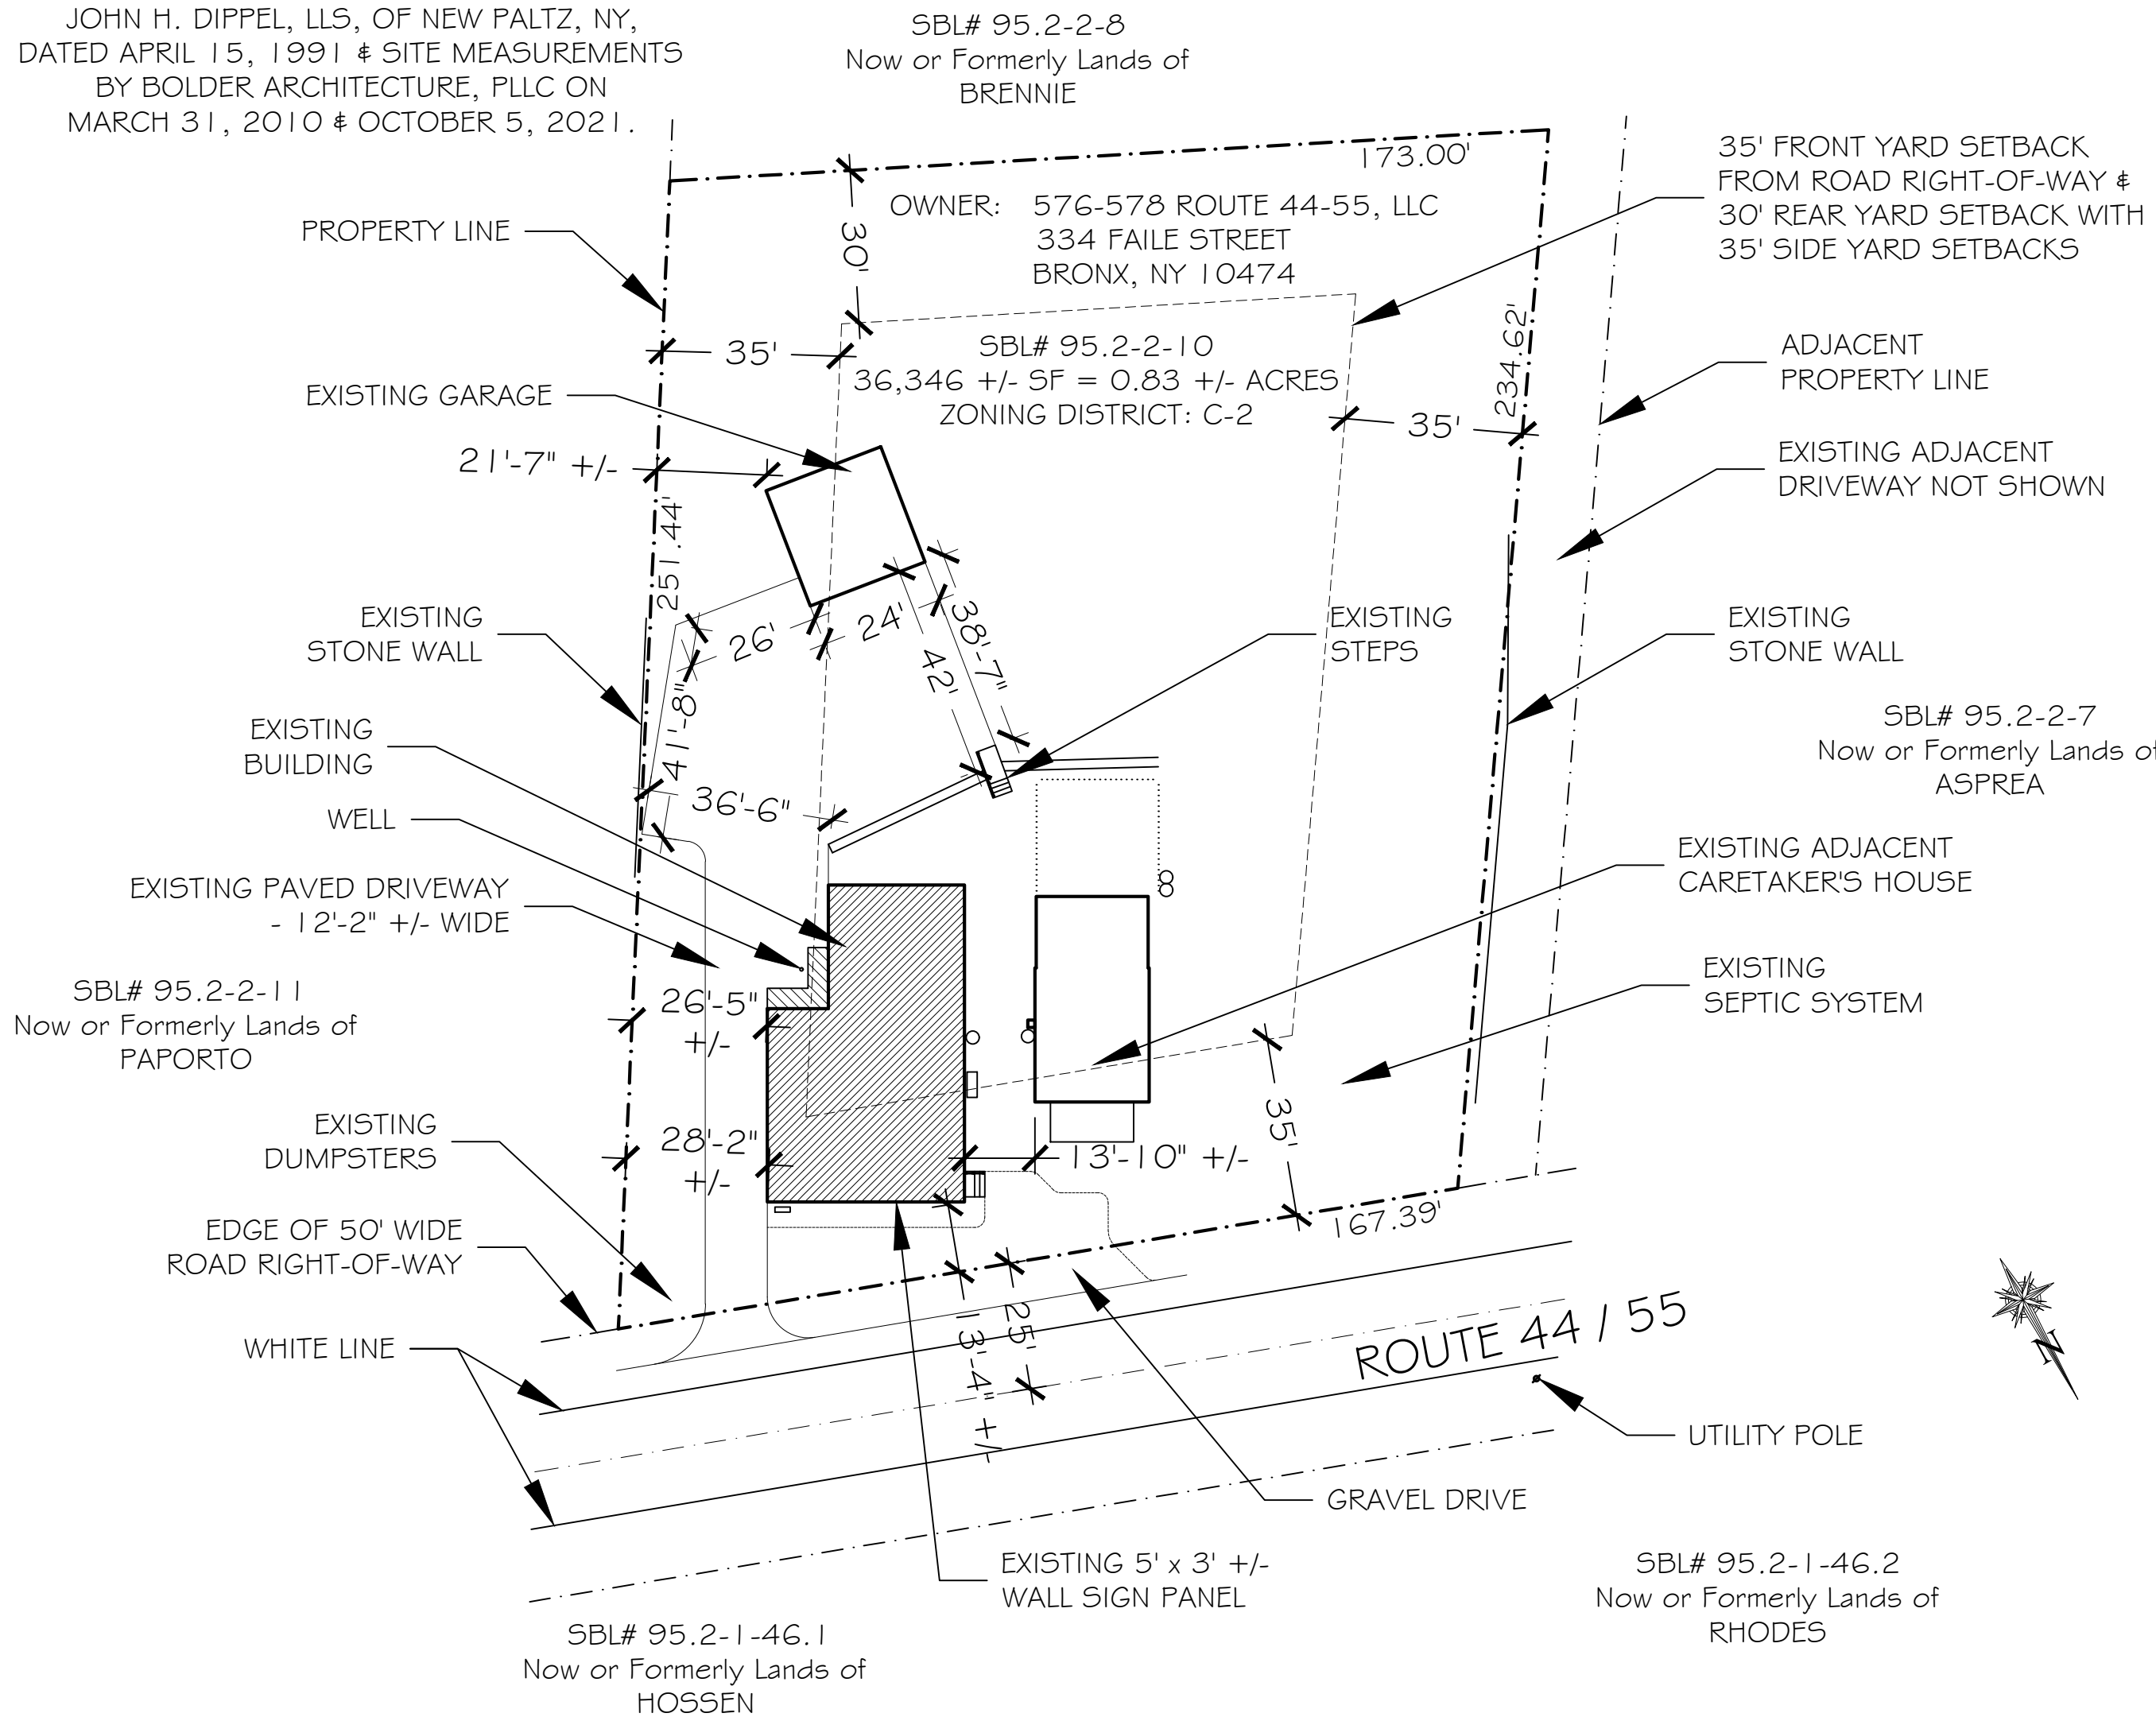 JOHN H. DIPPEL, LLS, OF NEW PALTZ, NY,
DATED APRIL 15, 1991 & SITE MEASUREMENTS
BY BOLDER ARCHITECTURE, PLLC ON
MARCH 31, 2010 & OCTOBER 5, 2021.
SBL# 95.2-2-8
Now or Formerly Lands of
BRENNIE
173.00'
35' FRONT YARD SETBACK
FROM ROAD RIGHT-OF-WAY &
30' REAR YARD SETBACK WITH
35' SIDE YARD SETBACKS
OWNER: 576-578 ROUTE 44-55, LLC
334 FAILE STREET
BRONX, NY 10474
PROPERTY LINE
30'
35'
SBL# 95.2-2-10
36,346 +/- SF = 0.83 +/- ACRES
ZONING DISTRICT: C-2
234.62'
35'
ADJACENT
PROPERTY LINE
EXISTING GARAGE
21'-7" +/-
EXISTING ADJACENT
DRIVEWAY NOT SHOWN
251.44'
EXISTING
STONE WALL
26'
24'
38'-7"
42'
EXISTING
STEPS
EXISTING
STONE WALL
41'-8"
SBL# 95.2-2-7
Now or Formerly Lands of
ASPREA
EXISTING
BUILDING
36'-6"
WELL
EXISTING ADJACENT
CARETAKER'S HOUSE
EXISTING PAVED DRIVEWAY
- 12'-2" +/- WIDE
EXISTING
SEPTIC SYSTEM
SBL# 95.2-2-11
Now or Formerly Lands of
PAPORTO
26'-5"
+/-
EXISTING
DUMPSTERS
28'-2"
+/-
13'-10" +/-
35'
167.39'
EDGE OF 50' WIDE
ROAD RIGHT-OF-WAY
25'
13'-4" +/-
WHITE LINE
ROUTE 44 / 55
N
UTILITY POLE
GRAVEL DRIVE
EXISTING 5' x 3' +/-
WALL SIGN PANEL
SBL# 95.2-1-46.2
Now or Formerly Lands of
RHODES
SBL# 95.2-1-46.1
Now or Formerly Lands of
HOSSEN